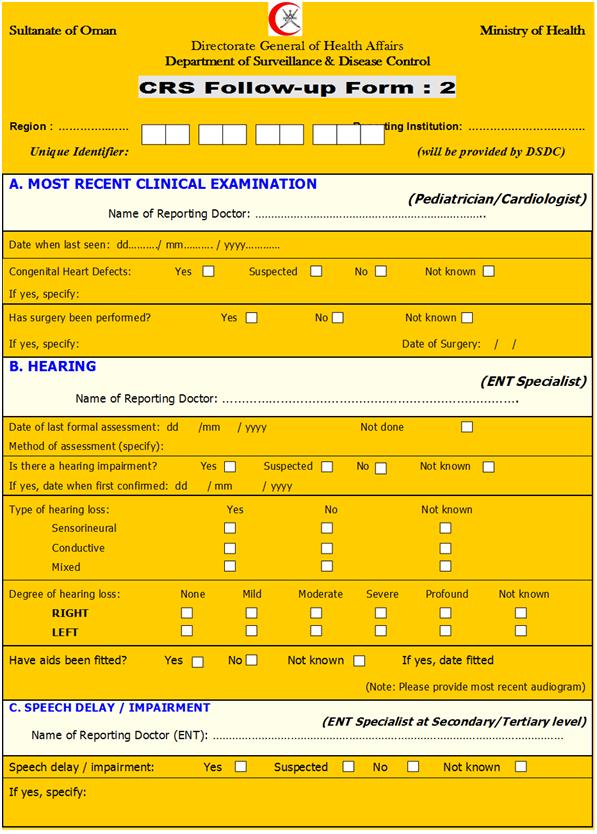 Sultanate of Oman Ministry of Health
Directorate General of Health Affairs
Department of Surveillance & Disease Control
CRS Follow-up Form : 2
Region : ………….…… Reporting Institution: …………………………
Unique Identifier: (will be provided by DSDC)
A. MOST RECENT CLINICAL EXAMINATION
(Pediatrician/Cardiologist)
Name of Reporting Doctor: ……………………………………………………………..
Date when last seen: dd………./ mm………. / yyyy…………
Congenital Heart Defects: Yes Suspected No Not known
If yes, specify:
Has surgery been performed? Yes No Not known
If yes, specify: Date of Surgery: / /
B. HEARING
(ENT Specialist)
Name of Reporting Doctor: ………………………………………………………………….
Date of last formal assessment: dd /mm / yyyy Not done
Method of assessment (specify):
Is there a hearing impairment? Yes Suspected No Not known
If yes, date when first confirmed: dd / mm / yyyy
Type of hearing loss: Yes No Not known
Sensorineural
Conductive
Mixed
Degree of hearing loss: None Mild Moderate Severe Profound Not known
RIGHT
LEFT
Have aids been fitted? Yes No Not known If yes, date fitted
(Note: Please provide most recent audiogram)
C. SPEECH DELAY / IMPAIRMENT
(ENT Specialist at Secondary/Tertiary level)
Name of Reporting Doctor (ENT): …………………………………………………………………………………………
Speech delay / impairment: Yes Suspected No Not known
If yes, specify: